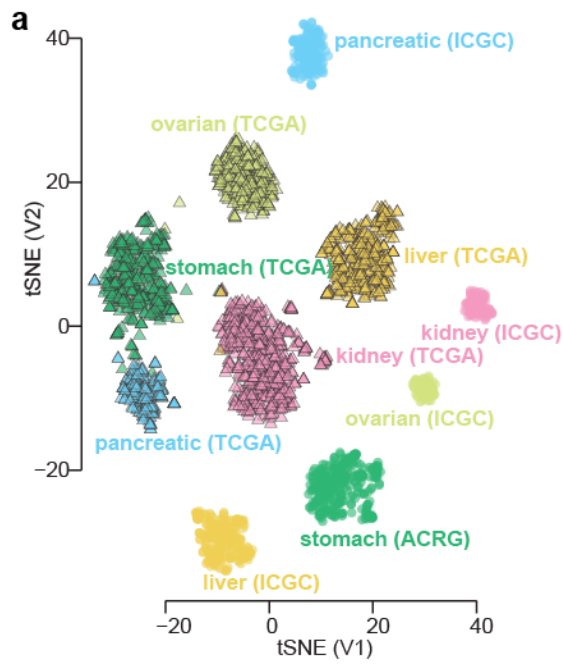 a
40
pancreatic (ICGC)
ovarian (TCGA)
20
tSNE (V2)
stomach (TCGA)
liver (TCGA)
0
kidney (ICGC)
kidney (TCGA)
ovarian (ICGC)
pancreatic (TCGA)
−20
stomach (ACRG)
liver (ICGC)
−20 0 20 40
tSNE (V1)